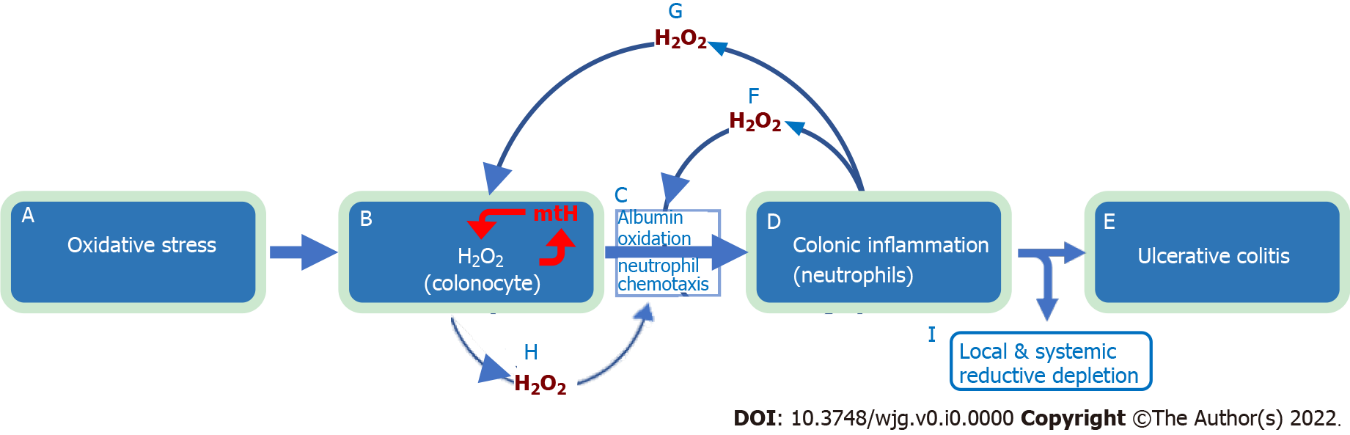 G
H₂O₂
F
H₂O₂
A
Oxidative stress
B
mtH
H₂O₂
(colonocyte)
C
Albumin
oxidation
neutrophil
chemotaxis
D
Colonic inflammation
(neutrophils)
E
Ulcerative colitis
H
H₂O₂
I
Local & systemic
reductive depletion
DOI: 10.3748/wjg.v0.i0.0000 Copyright ©The Author(s) 2022.